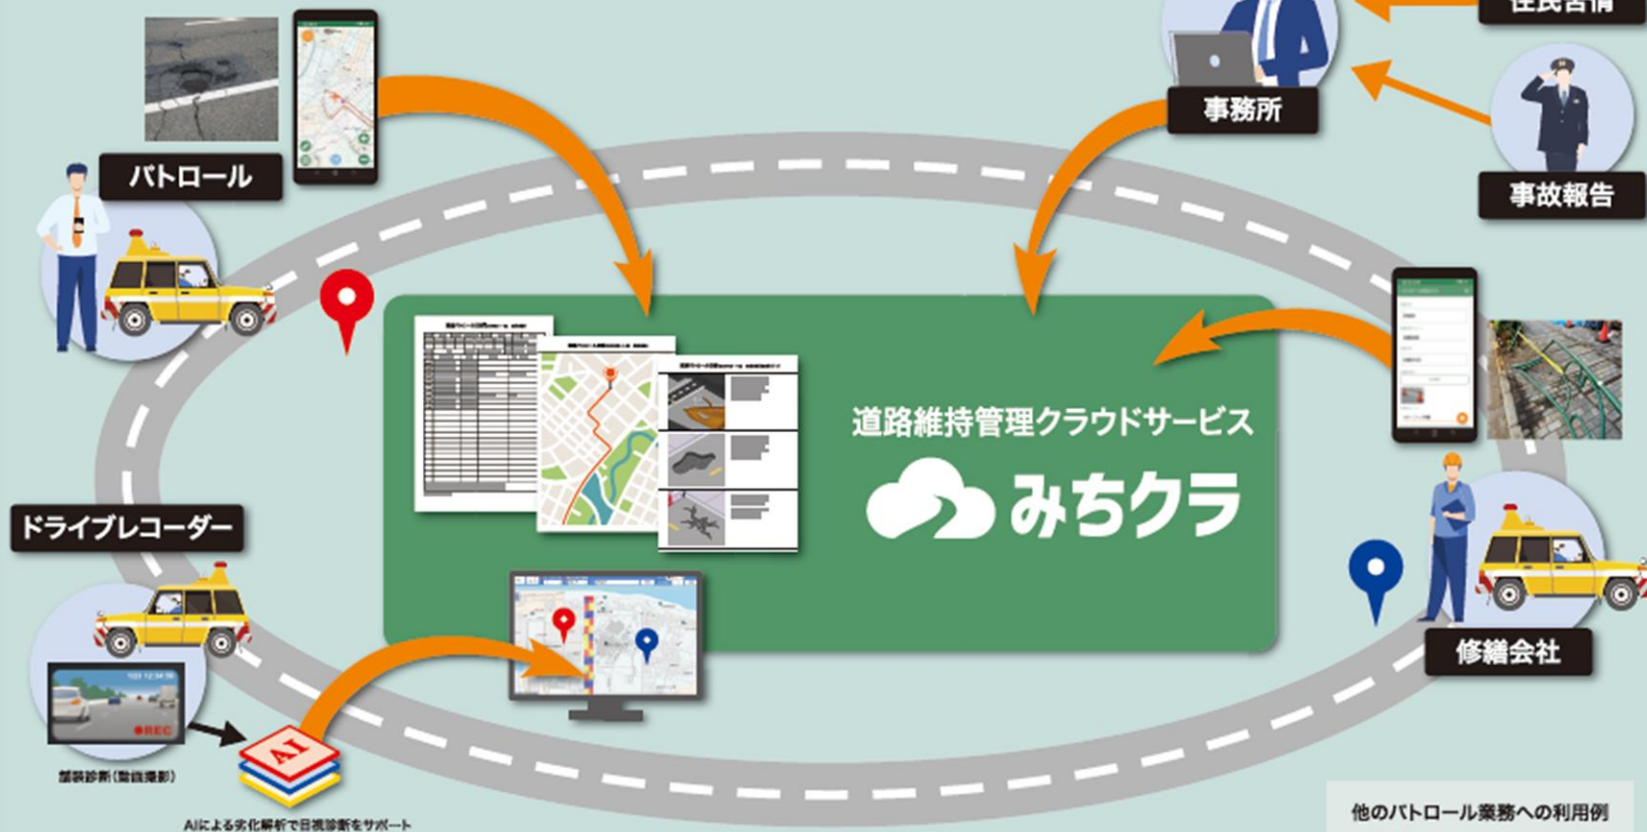 住民苦情
事務所
事故報告
パトロール
道路維持管理クラウドサービス
みちクラ
ドライブレコーダー
REC
AI
舗装診断(動画撮影)
AIによる劣化解析で目視診断をサポート
修繕会社
他のパトロール業務への利用例